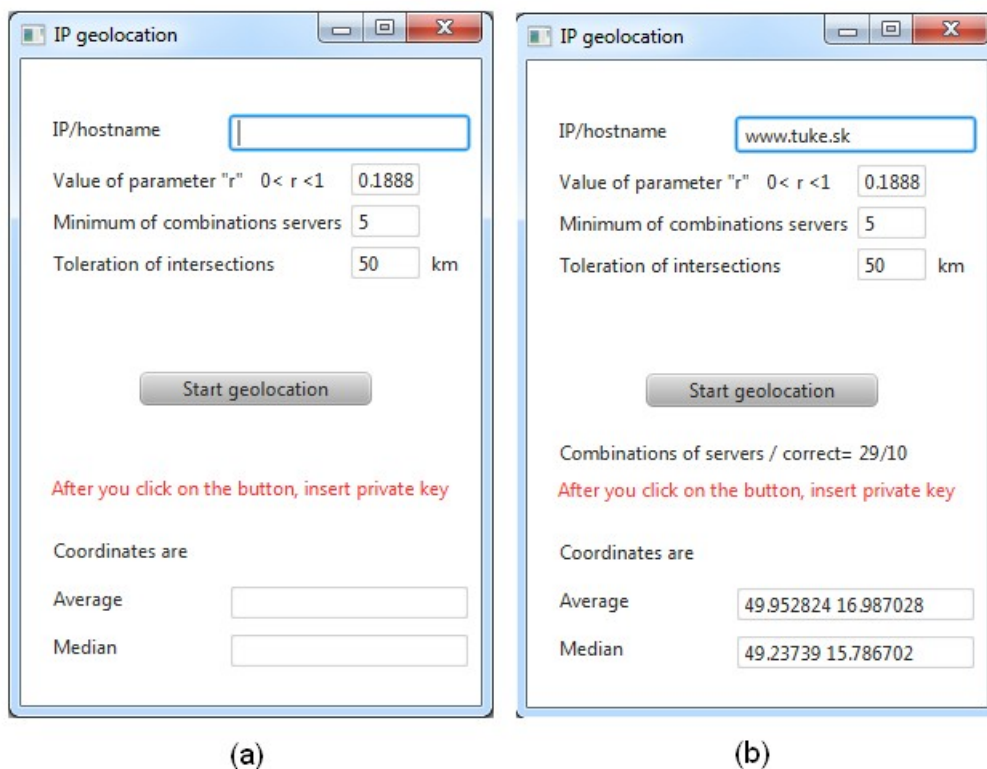 IP geolocation
IP/hostname
Value of parameter "r" 0< r <1 0.1888
Minimum of combinations servers 5
Toleration of intersections 50 km
Start geolocation
After you click on the button, insert private key
Coordinates are
Average
Median
(a)
IP geolocation
IP/hostname www.tuke.sk
Value of parameter "r" 0< r <1 0.1888
Minimum of combinations servers 5
Toleration of intersections 50 km
Start geolocation
Combinations of servers / correct= 29/10
After you click on the button, insert private key
Coordinates are
Average 49.952824 16.987028
Median 49.23739 15.786702
(b)